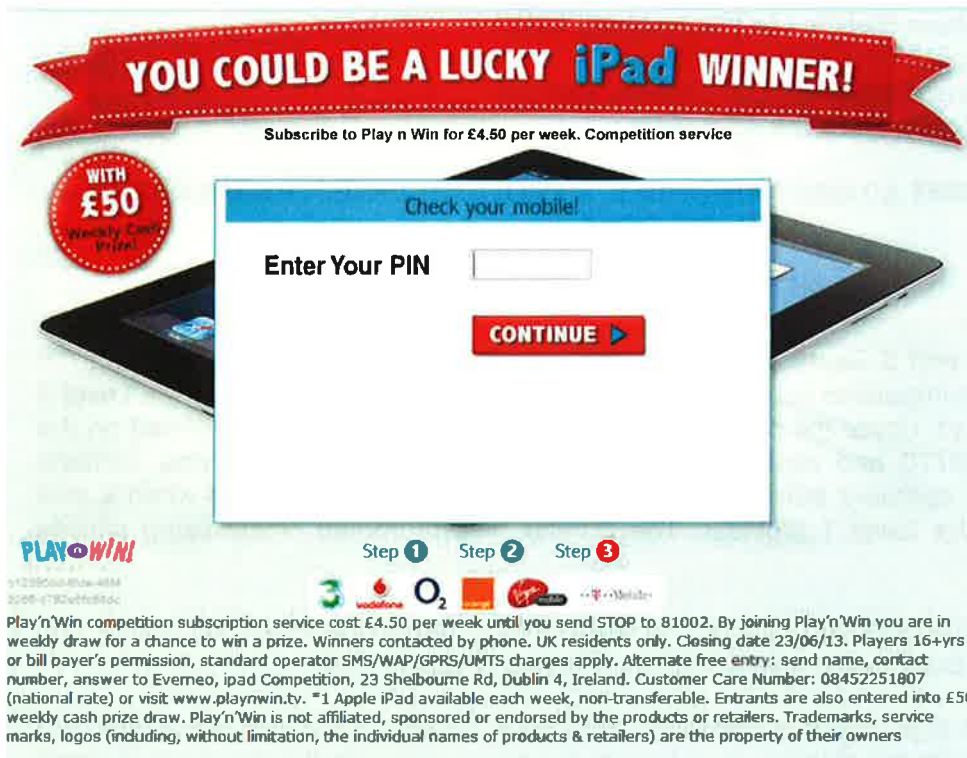 YOU COULD BE A LUCKY iPad WINNER!
Subscribe to Play n Win for £4.50 per week. Competition service
WITH
£50
Weekly Cash
Prize!
Check your mobile!
Enter Your PIN
CONTINUE
PLAY n WIN!
Step 1 Step 2 Step 3
3 vodafone O2 orange Virgin mobile T-Mobile
Play'n'Win competition subscription service cost £4.50 per week until you send STOP to 81002. By joining Play'n'Win you are in
weekly draw for a chance to win a prize. Winners contacted by phone. UK residents only. Closing date 23/06/13. Players 16+yrs
or bill payer's permission, standard operator SMS/WAP/GPRS/UMTS charges apply. Alternate free entry: send name, contact
number, answer to Everneo, ipad Competition, 23 Shelbourne Rd, Dublin 4, Ireland. Customer Care Number: 08452251807
(national rate) or visit www.playnwin.tv. *1 Apple iPad available each week, non-transferable. Entrants are also entered into £50
weekly cash prize draw. Play'n'Win is not affiliated, sponsored or endorsed by the products or retailers. Trademarks, service
marks, logos (including, without limitation, the individual names of products & retailers) are the property of their owners